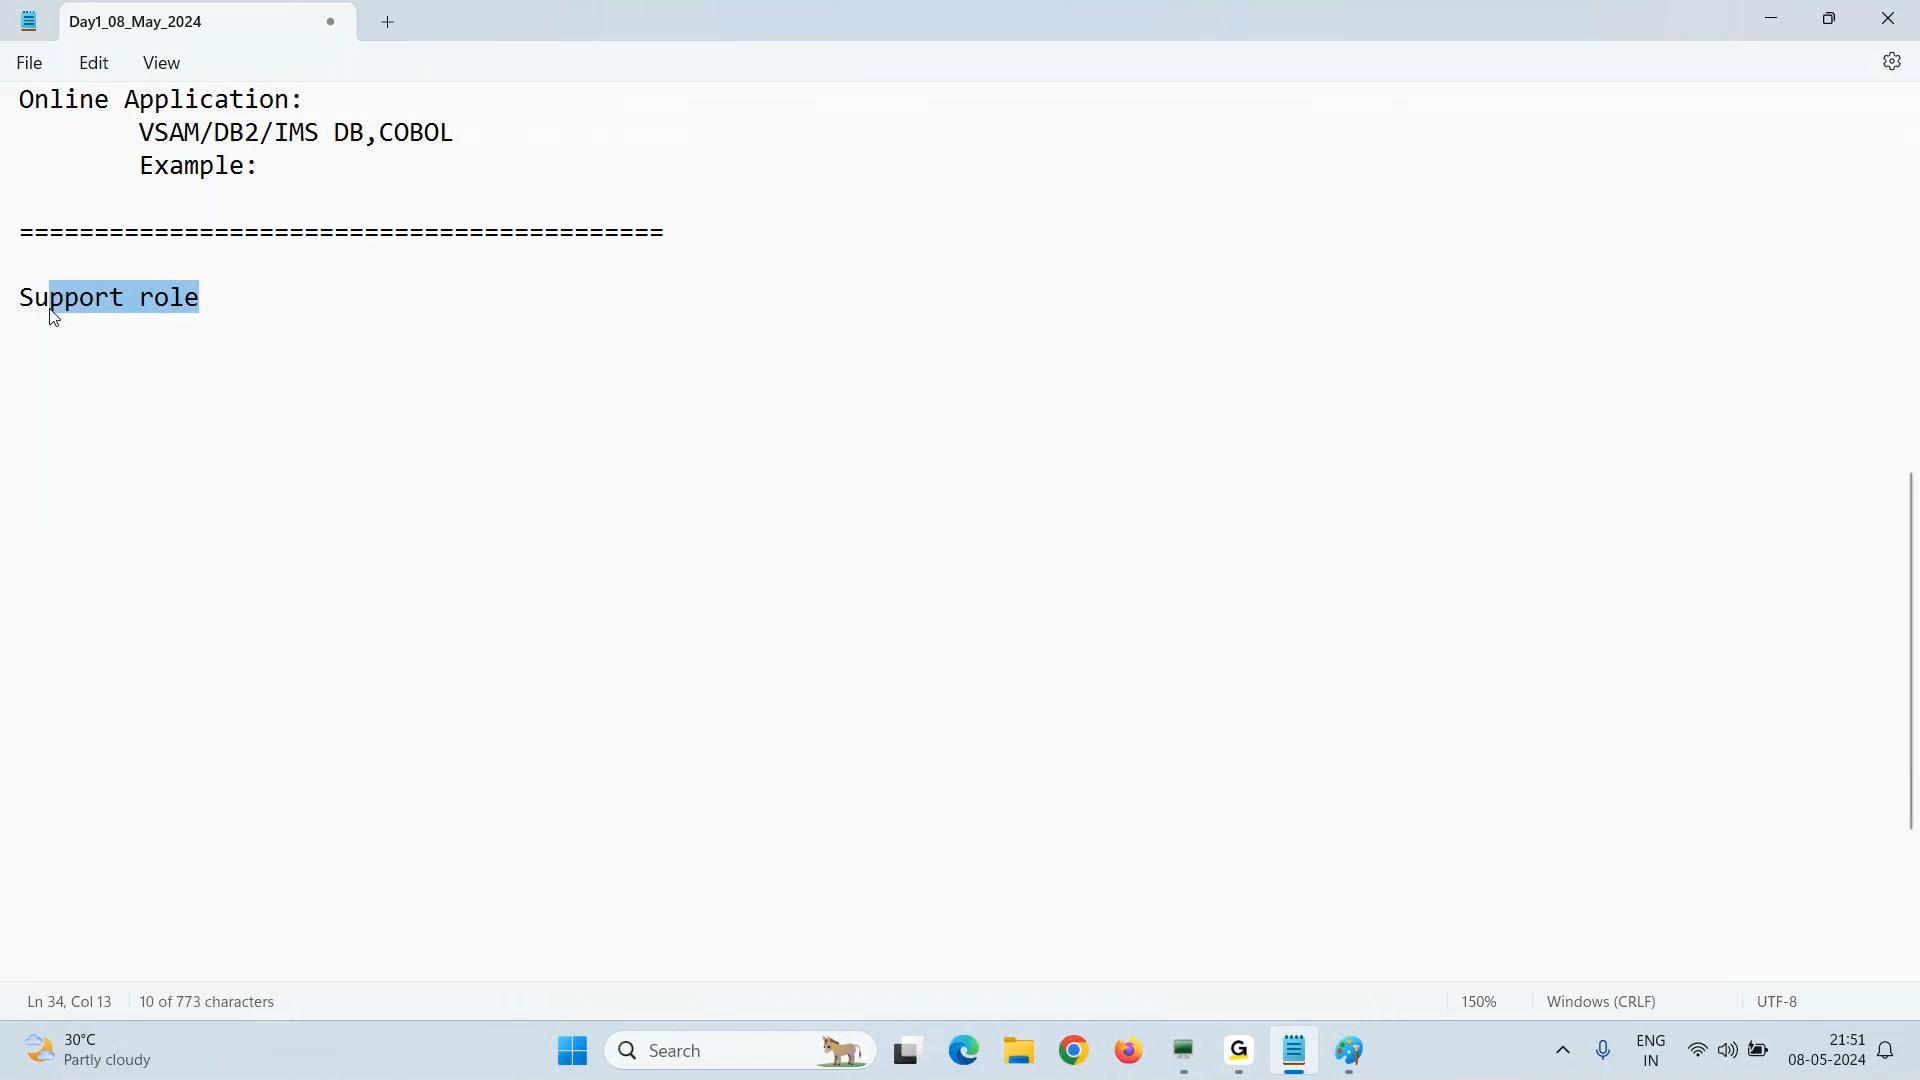 Day1_08_May_2024
File Edit View
Online Application:
VSAM/DB2/IMS DB,COBOL
Example:
===========================================
Support role
Ln 34, Col 13 10 of 773 characters 150% Windows (CRLF) UTF-8
30°C
Partly cloudy
Search
G
ENG
IN
21:51
08-05-2024